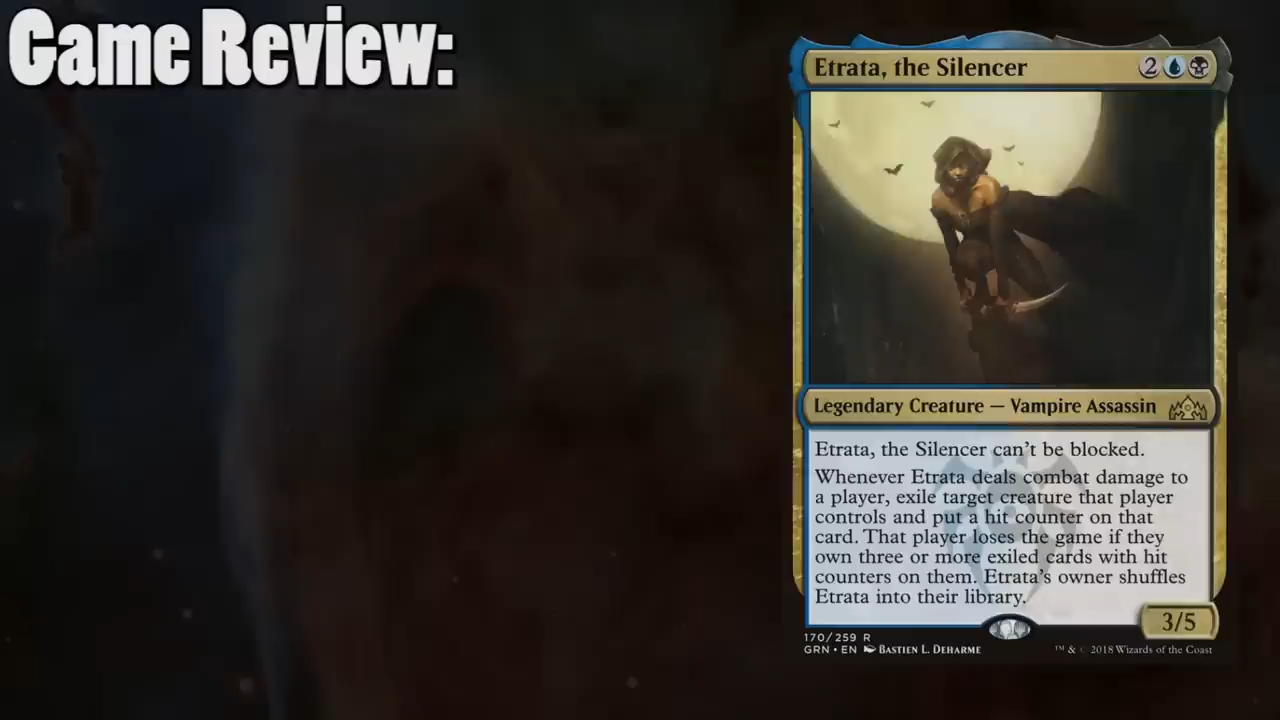 Game Review:
Etrata, the Silencer 2
Legendary Creature — Vampire Assassin
Etrata, the Silencer can't be blocked.
Whenever Etrata deals combat damage to
a player, exile target creature that player
controls and put a hit counter on that
card. That player loses the game if they
own three or more exiled cards with hit
counters on them. Etrata's owner shuffles
Etrata into their library.
3/5
170/259 R
GRN • EN Bastien L. Deharme
™ & © 2018 Wizards of the Coast